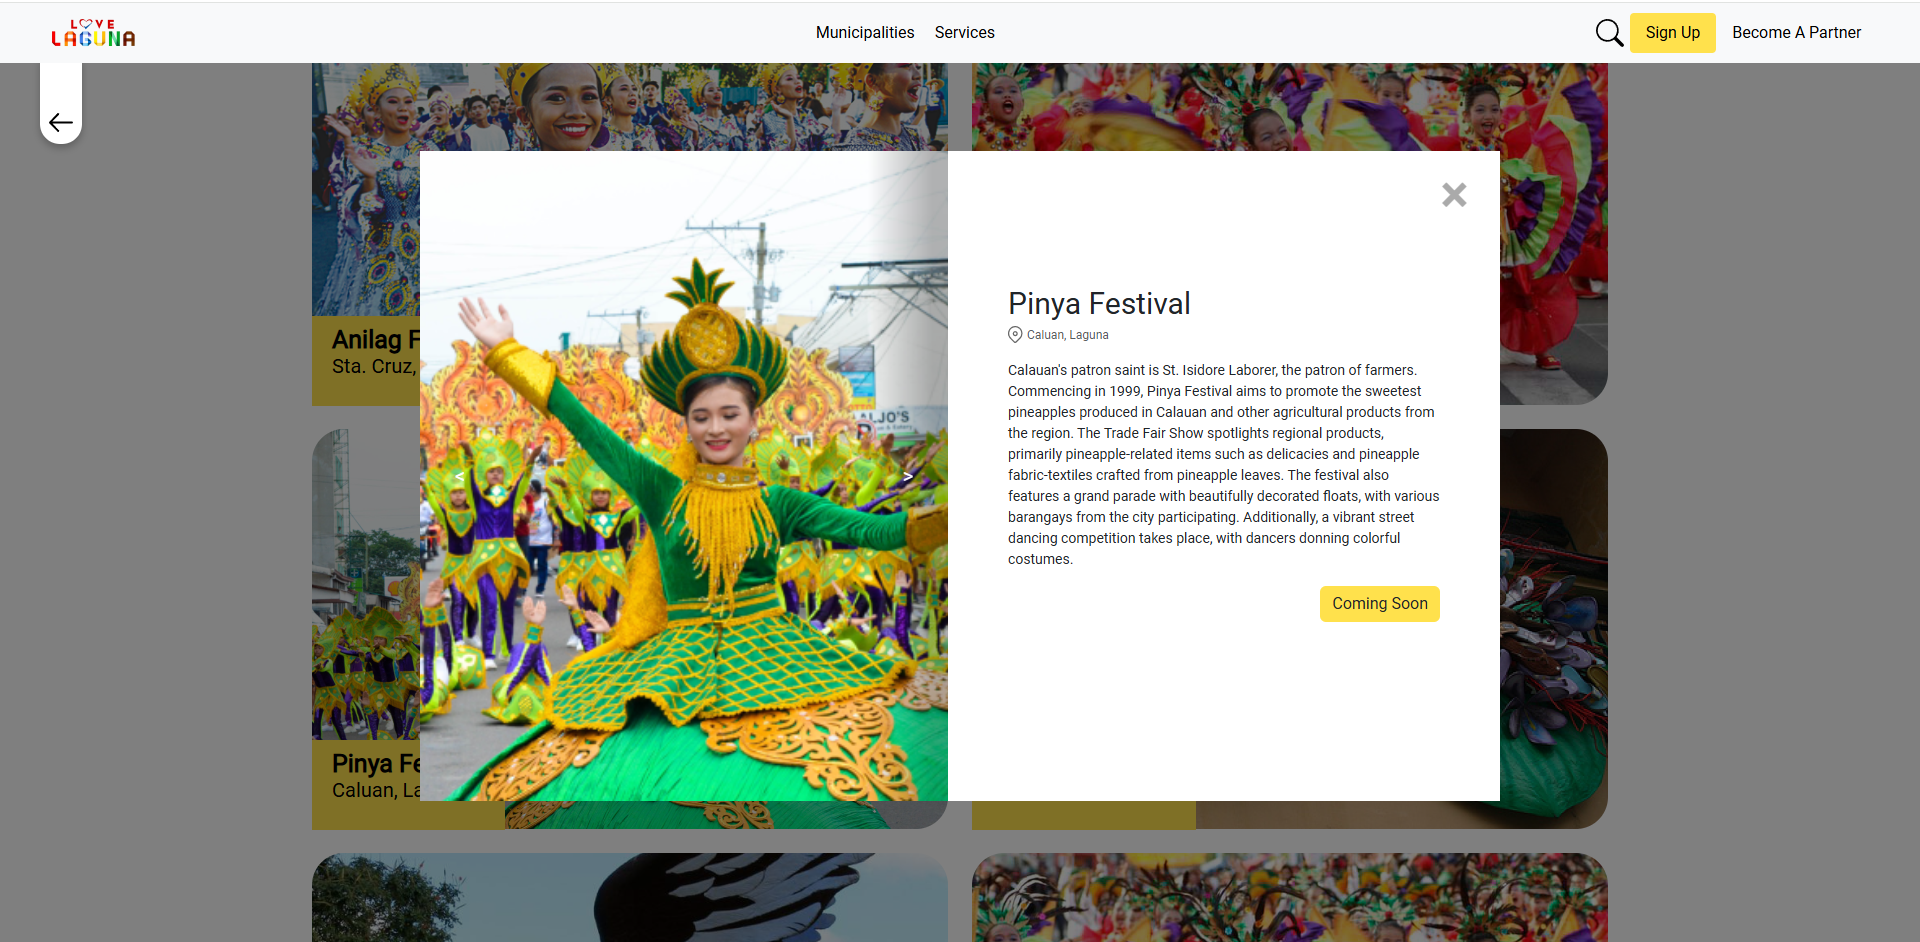 LOVE
LAGUNA
Municipalities
Services
Sign Up
Become A Partner
Anilag F
Sta. Cruz,
Pinya Festival
Caluan, Laguna
Calauan's patron saint is St. Isidore Laborer, the patron of farmers.
Commencing in 1999, Pinya Festival aims to promote the sweetest
pineapples produced in Calauan and other agricultural products from
the region. The Trade Fair Show spotlights regional products,
primarily pineapple-related items such as delicacies and pineapple
fabric-textiles crafted from pineapple leaves. The festival also
features a grand parade with beautifully decorated floats, with various
barangays from the city participating. Additionally, a vibrant street
dancing competition takes place, with dancers donning colorful
costumes.
Coming Soon
<
>
Pinya Fe
Caluan, La